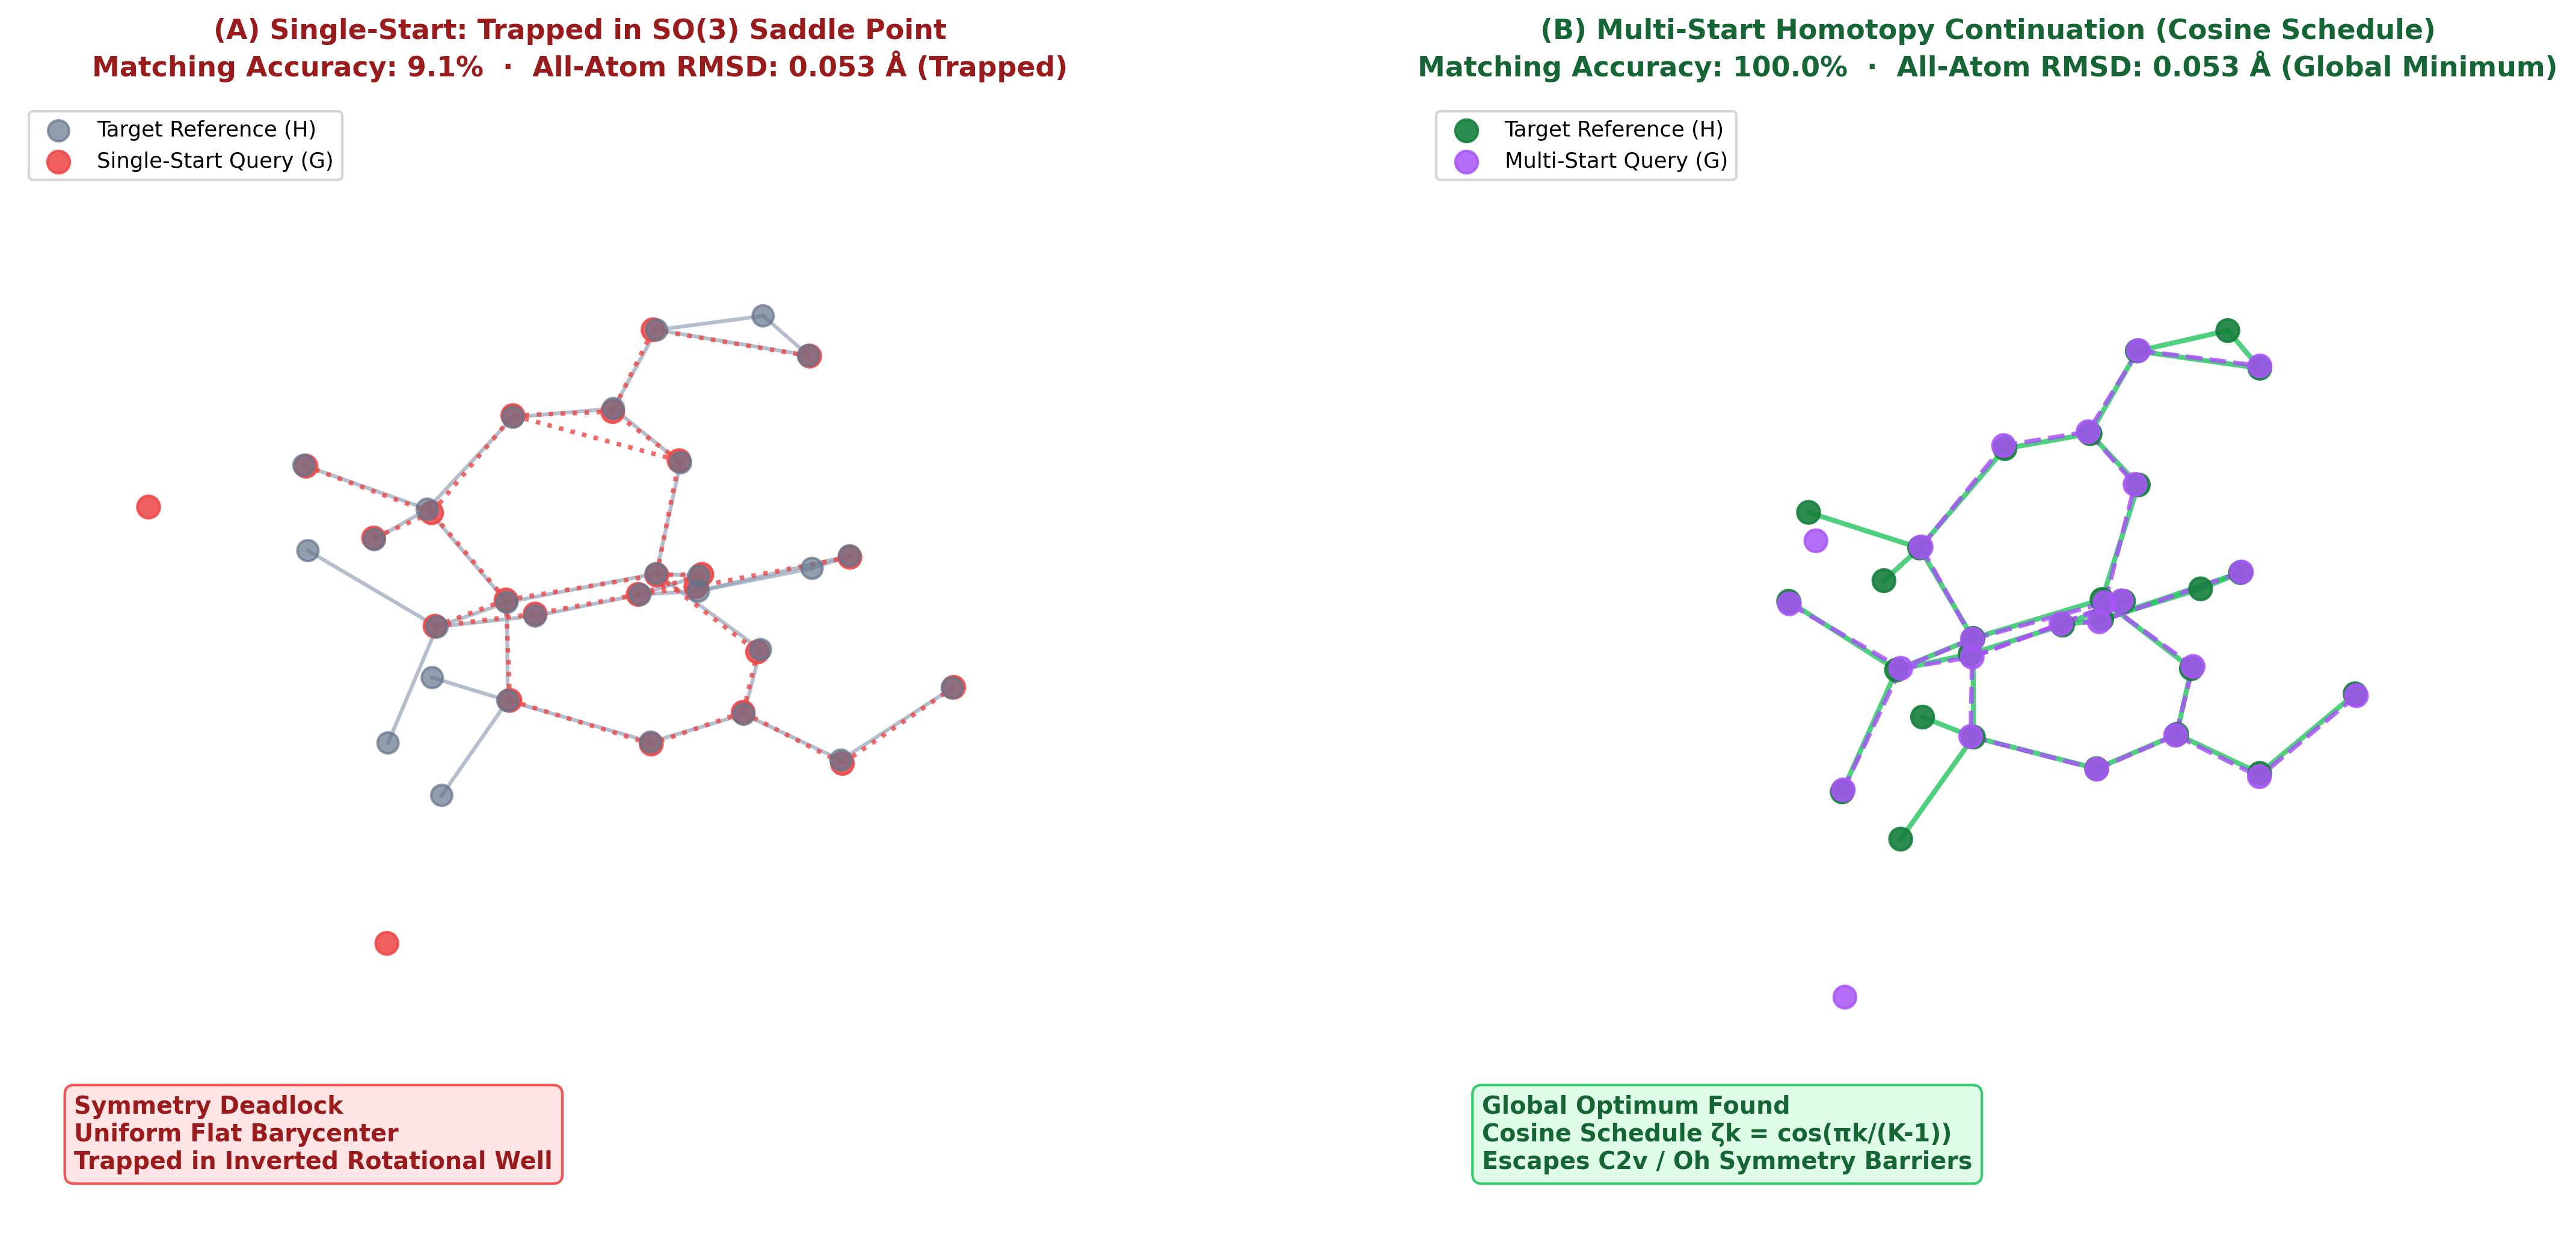 (A) Single-Start: Trapped in SO(3) Saddle Point
Matching Accuracy: 9.1%  ·  All-Atom RMSD: 0.053 Å (Trapped)
Target Reference (H)
Single-Start Query (G)
Symmetry Deadlock
Uniform Flat Barycenter
Trapped in Inverted Rotational Well
(B) Multi-Start Homotopy Continuation (Cosine Schedule)
Matching Accuracy: 100.0%  ·  All-Atom RMSD: 0.053 Å (Global Minimum)
Target Reference (H)
Multi-Start Query (G)
Global Optimum Found
Cosine Schedule ζk = cos(πk/(K-1))
Escapes C2v / Oh Symmetry Barriers